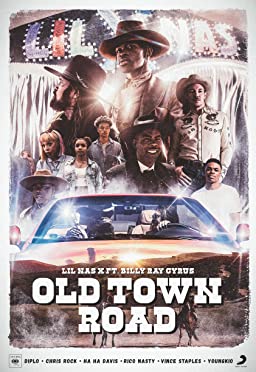 LIL NAS
LIL NAS X FT. BILLY RAY CYRUS
OLD TOWN
ROAD
DIPLO • CHRIS ROCK • HA HA DAVIS • RICO NASTY • VINCE STAPLES • YOUNGKIO